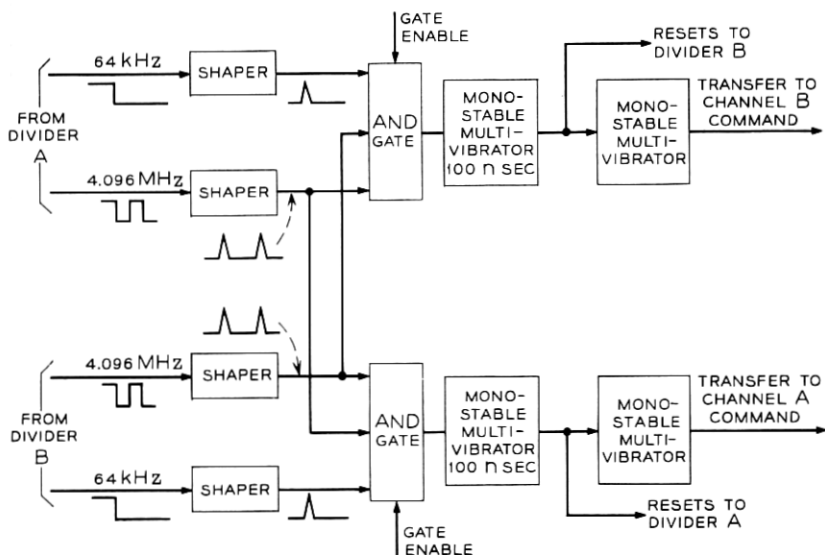 GATE
ENABLE
64 kHz
SHAPER
FROM
DIVIDER
A
4.096 MHz
SHAPER
AND
GATE
MONO-
STABLE
MULTI-
VIBRATOR
100 n SEC
RESETS TO
DIVIDER B
MONO-
STABLE
MULTI-
VIBRATOR
TRANSFER TO
CHANNEL B
COMMAND
4.096 MHz
SHAPER
FROM
DIVIDER
B
64 kHz
SHAPER
AND
GATE
MONO-
STABLE
MULTI-
VIBRATOR
100 n SEC
MONO-
STABLE
MULTI-
VIBRATOR
TRANSFER TO
CHANNEL A
COMMAND
RESETS TO
DIVIDER A
GATE
ENABLE